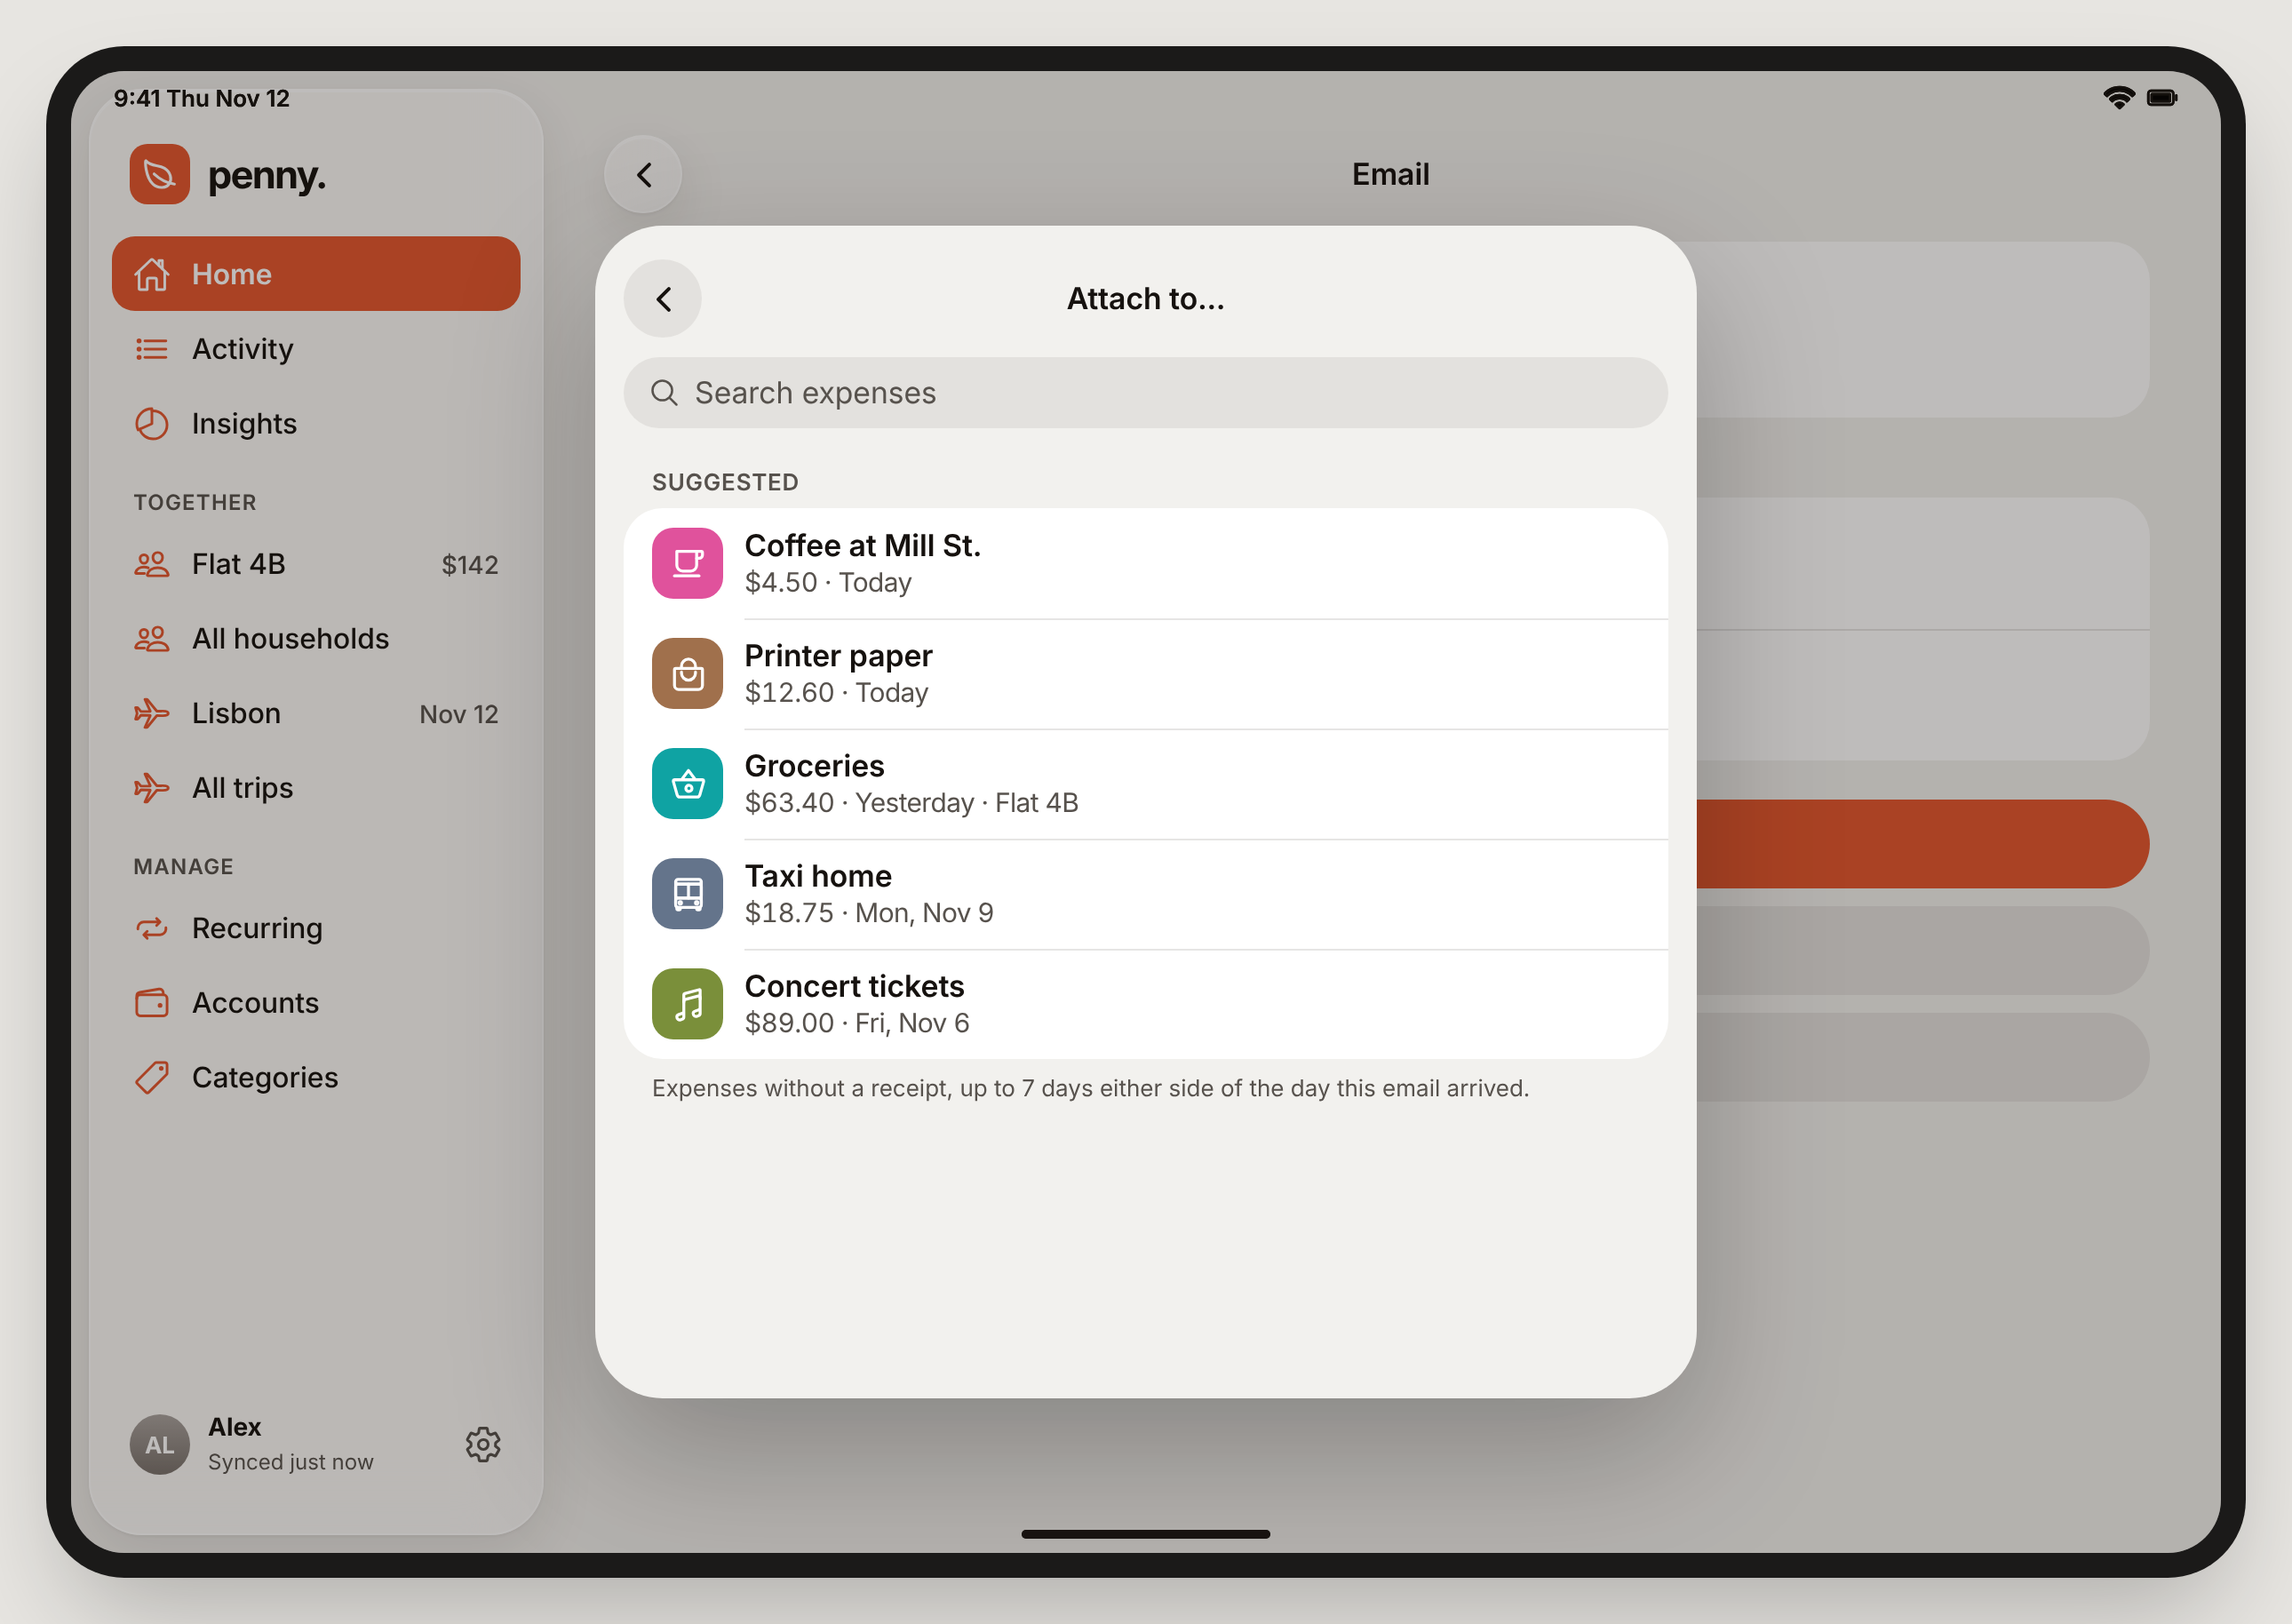 9:41 Thu Nov 12
penny.
Home
Activity
Insights
TOGETHER
Flat 4B $142
All households
Lisbon Nov 12
All trips
MANAGE
Recurring
Accounts
Categories
AL
Alex
Synced just now
Email
Attach to...
Search expenses
SUGGESTED
Coffee at Mill St.
$4.50 · Today
Printer paper
$12.60 · Today
Groceries
$63.40 · Yesterday · Flat 4B
Taxi home
$18.75 · Mon, Nov 9
Concert tickets
$89.00 · Fri, Nov 6
Expenses without a receipt, up to 7 days either side of the day this email arrived.